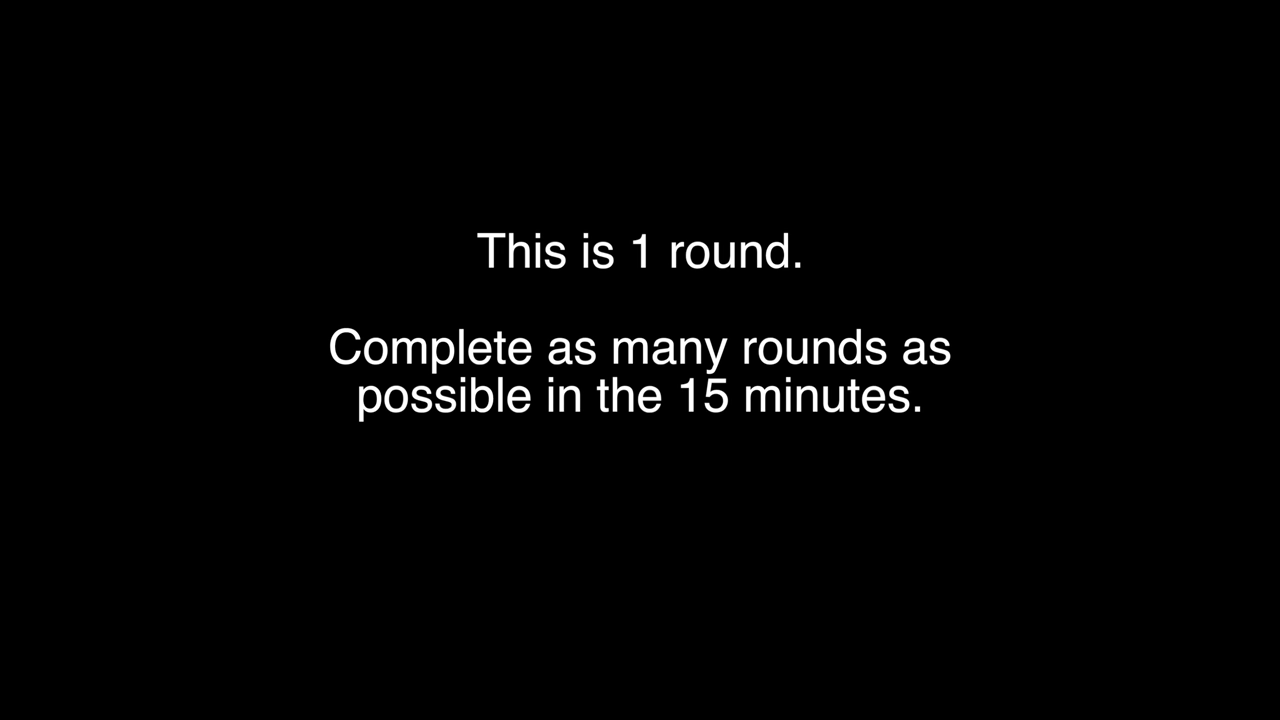 This is 1 round.
Complete as many rounds as
possible in the 15 minutes.